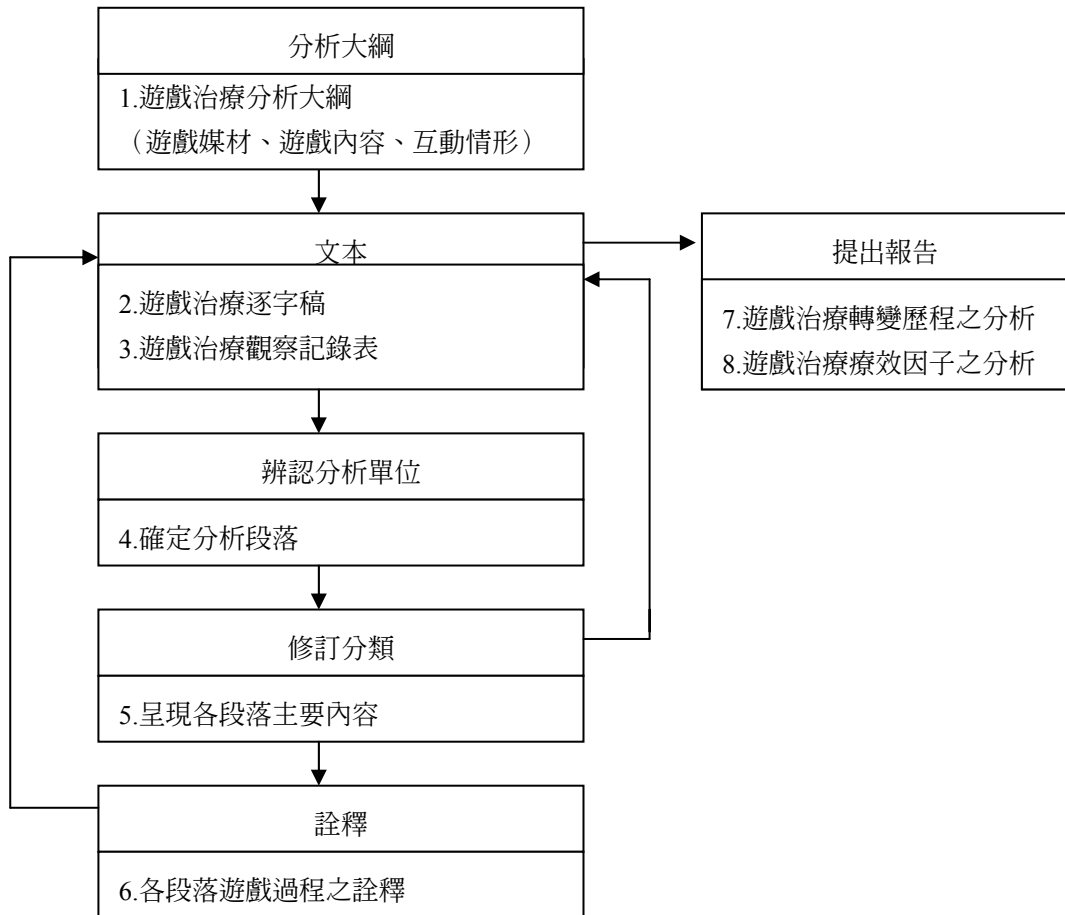 分析大綱
1.遊戲治療分析大綱
（遊戲媒材、遊戲內容、互動情形）
文本
2.遊戲治療逐字稿
3.遊戲治療觀察記錄表
提出報告
7.遊戲治療轉變歷程之分析
8.遊戲治療療效因子之分析
辨認分析單位
4.確定分析段落
修訂分類
5.呈現各段落主要內容
詮釋
6.各段落遊戲過程之詮釋